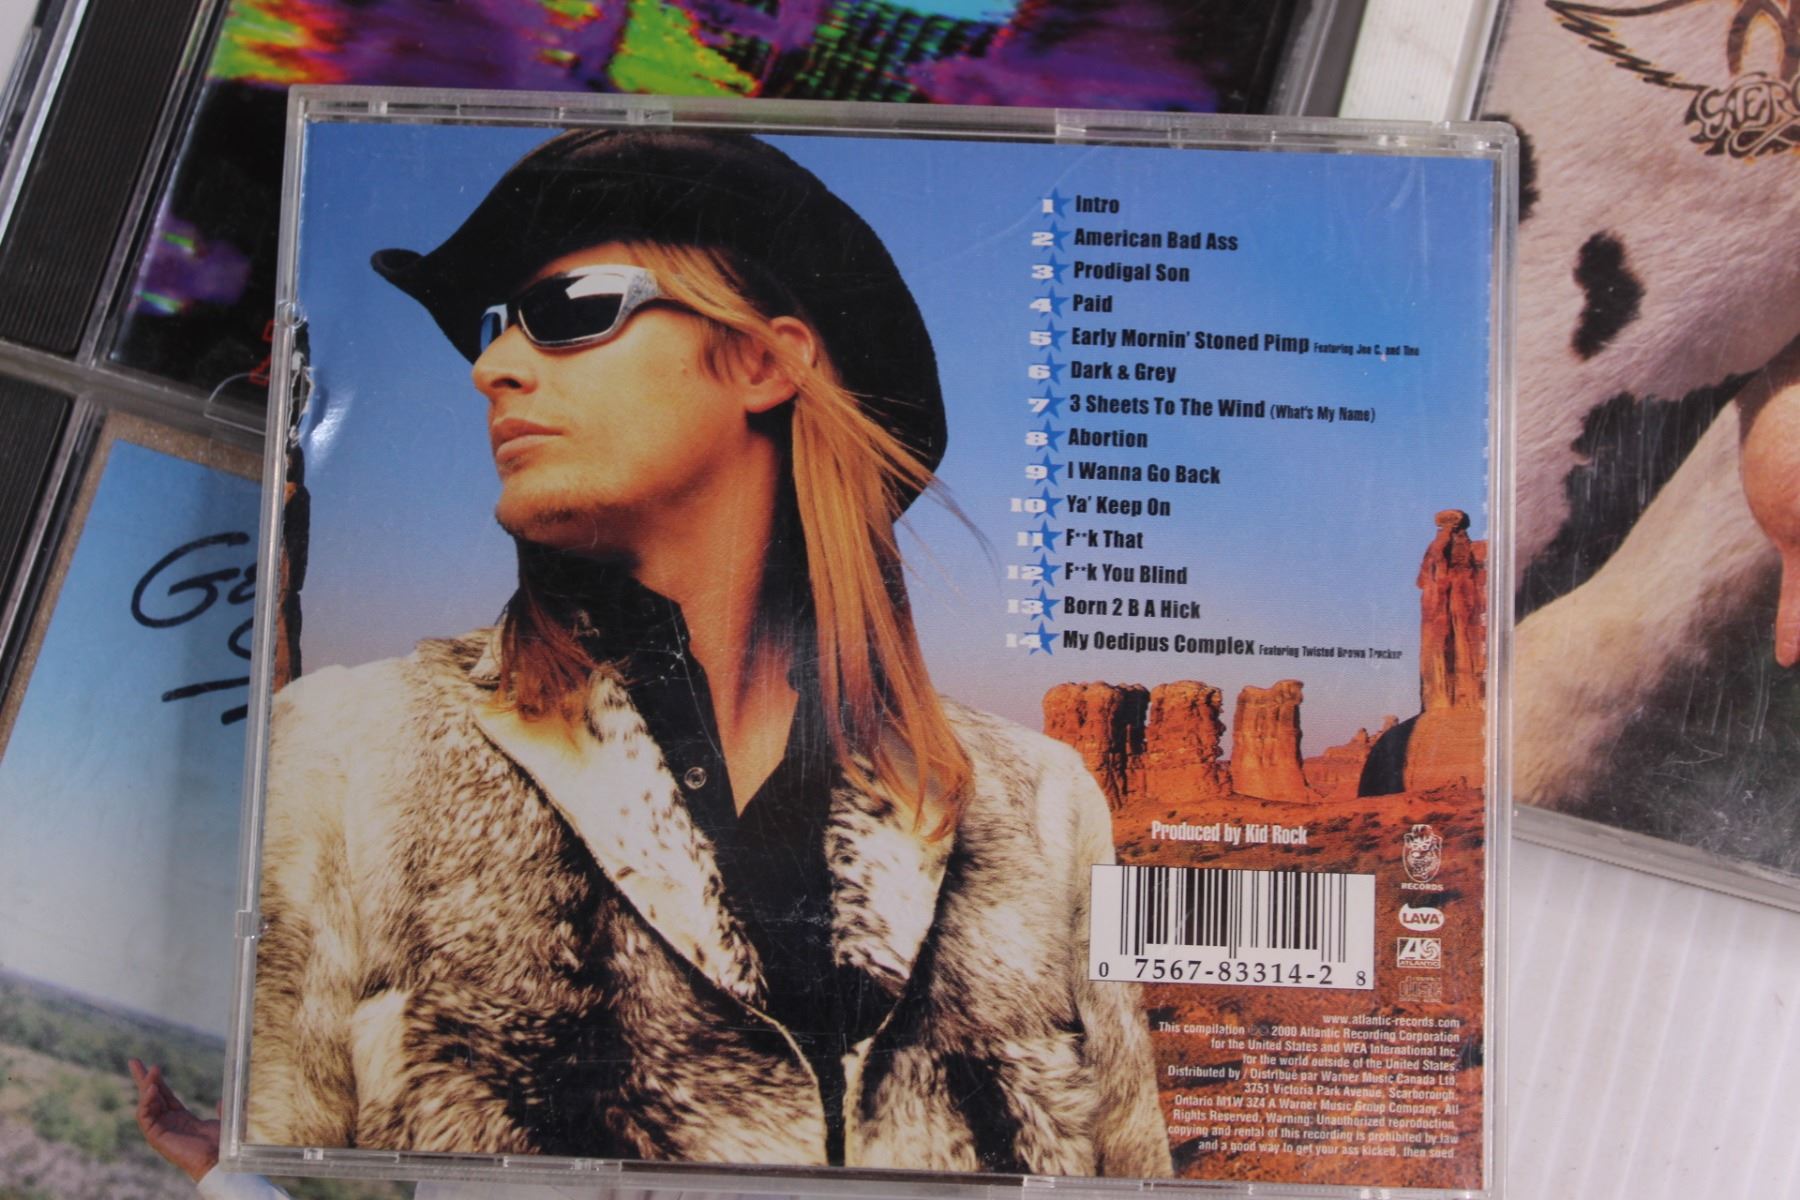 1 Intro
2 American Bad Ass
3 Prodigal Son
4 Paid
5 Early Mornin' Stoned Pimp Featuring Joe C. and Tino
6 Dark & Grey
7 3 Sheets To The Wind (What's My Name)
8 Abortion
9 I Wanna Go Back
10 Ya' Keep On
11 F**k That
12 F**k You Blind
13 Born 2 B A Hick
14 My Oedipus Complex Featuring Twisted Brown Trucker
Produced by Kid Rock
RECORDS
LAVA
ATLANTIC
0 7567-83314-2 8
www.atlantic-records.com
This compilation ℗© 2000 Atlantic Recording Corporation
for the United States and WEA International Inc.
for the world outside of the United States.
Distributed by / Distribué par Warner Music Canada Ltd.
3751 Victoria Park Avenue, Scarborough,
Ontario M1W 3Z4 A Warner Music Group Company. All
Rights Reserved. Warning: Unauthorized reproduction,
copying and rental of this recording is prohibited by law
and a good way to get your ass kicked, then sued.